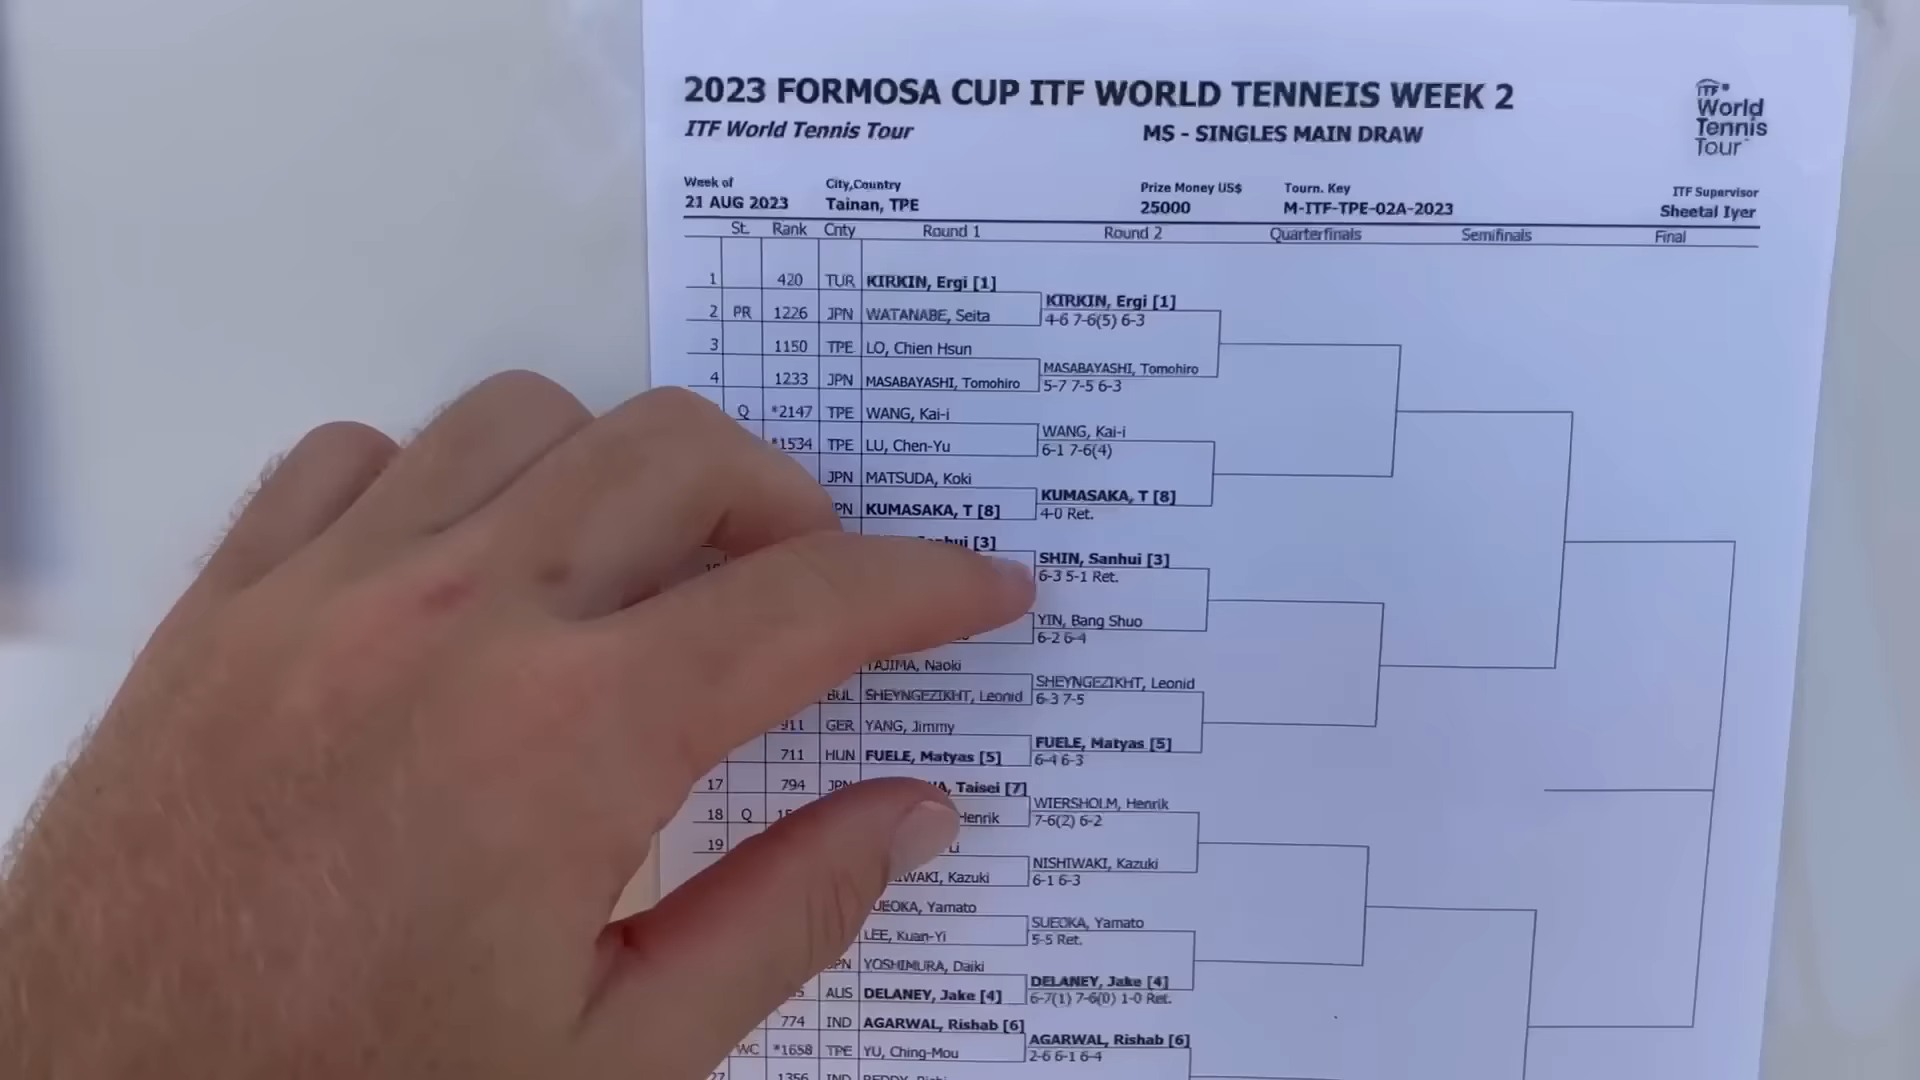 2023 FORMOSA CUP ITF WORLD TENNEIS WEEK 2
ITF World Tennis Tour
MS - SINGLES MAIN DRAW
ITF
World
Tennis
Tour
Week of City,Country Prize Money US$ Tourn. Key ITF Supervisor
21 AUG 2023 Tainan, TPE 25000 M-ITF-TPE-02A-2023 Sheetal Iyer
St. Rank Cnty Round 1 Round 2 Quarterfinals Semifinals Final
1 420 TUR KIRKIN, Ergi [1]
KIRKIN, Ergi [1]
2 PR 1226 JPN WATANABE, Seita
4-6 7-6(5) 6-3
3 1150 TPE LO, Chien Hsun
MASABAYASHI, Tomohiro
4 1233 JPN MASABAYASHI, Tomohiro
5-7 7-5 6-3
Q *2147 TPE WANG, Kai-i
WANG, Kai-i
*1534 TPE LU, Chen-Yu
6-1 7-6(4)
JPN MATSUDA, Koki
KUMASAKA, T [8]
KUMASAKA, T [8]
4-0 Ret.
[3]
SHIN, Sanhui [3]
6-3 5-1 Ret.
YIN, Bang Shuo
6-2 6-4
TAJIMA, Naoki
SHEYNGEZIKHT, Leonid
BUL SHEYNGEZIKHT, Leonid
6-3 7-5
911 GER YANG, Jimmy
FUELE, Matyas [5]
711 HUN FUELE, Matyas [5]
6-4 6-3
17 794 JPN Taisei [7]
WIERSHOLM, Henrik
18 Q Henrik
7-6(2) 6-2
19
NISHIWAKI, Kazuki
Kazuki
6-1 6-3
SUEOKA, Yamato
SUEOKA, Yamato
LEE, Kuan-Yi
5-5 Ret.
YOSHIMURA, Daiki
DELANEY, Jake [4]
AUS DELANEY, Jake [4]
6-7(1) 7-6(0) 1-0 Ret.
774 IND AGARWAL, Rishab [6]
AGARWAL, Rishab [6]
WC *1658 TPE YU, Ching-Mou
2-6 6-1 6-4
27 1356 IND